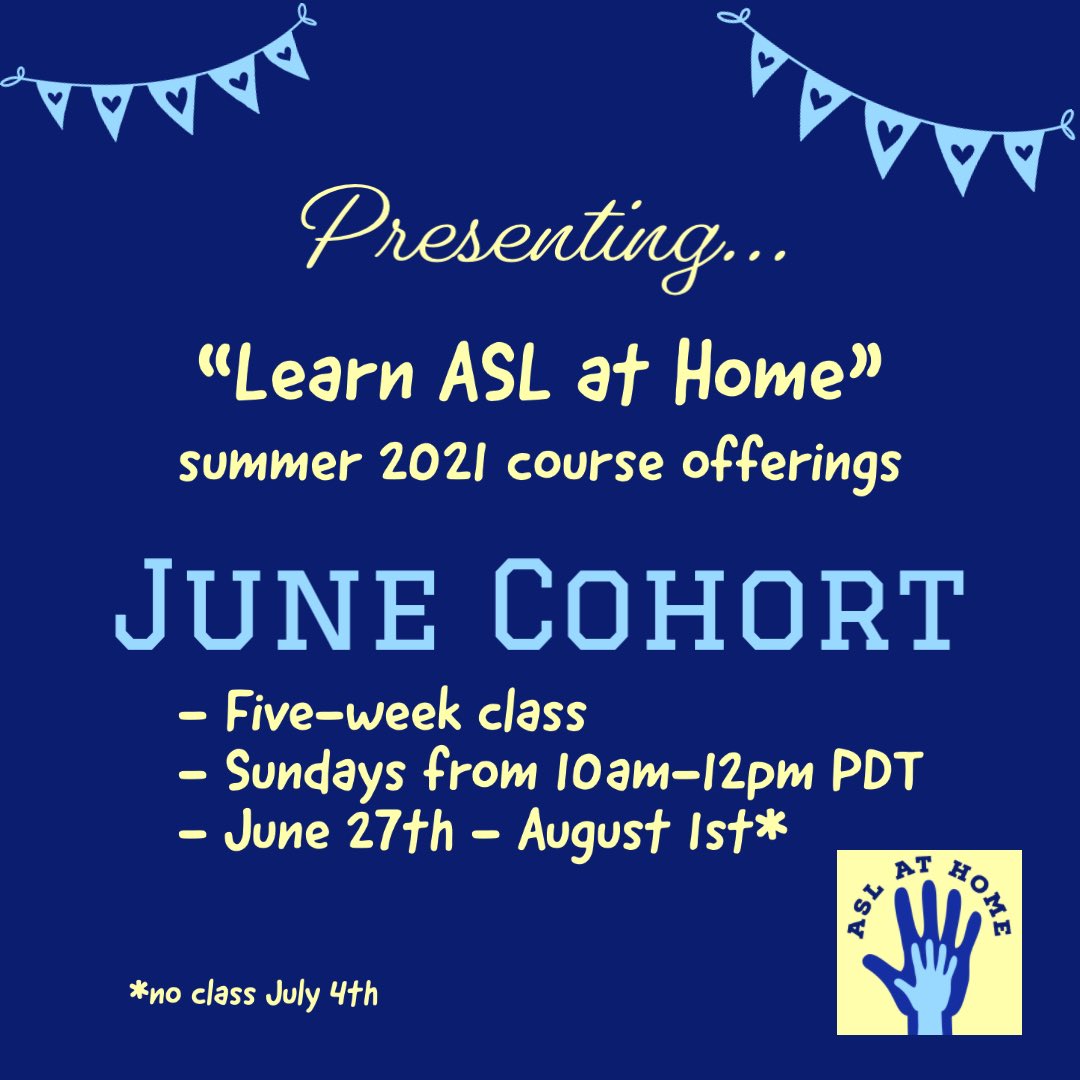 Presenting...
“Learn ASL at Home”
summer 2021 course offerings
June Cohort
- Five-week class
- Sundays from 10am-12pm PDT
- June 27th - August 1st*
ASL AT HOME
*no class July 4th